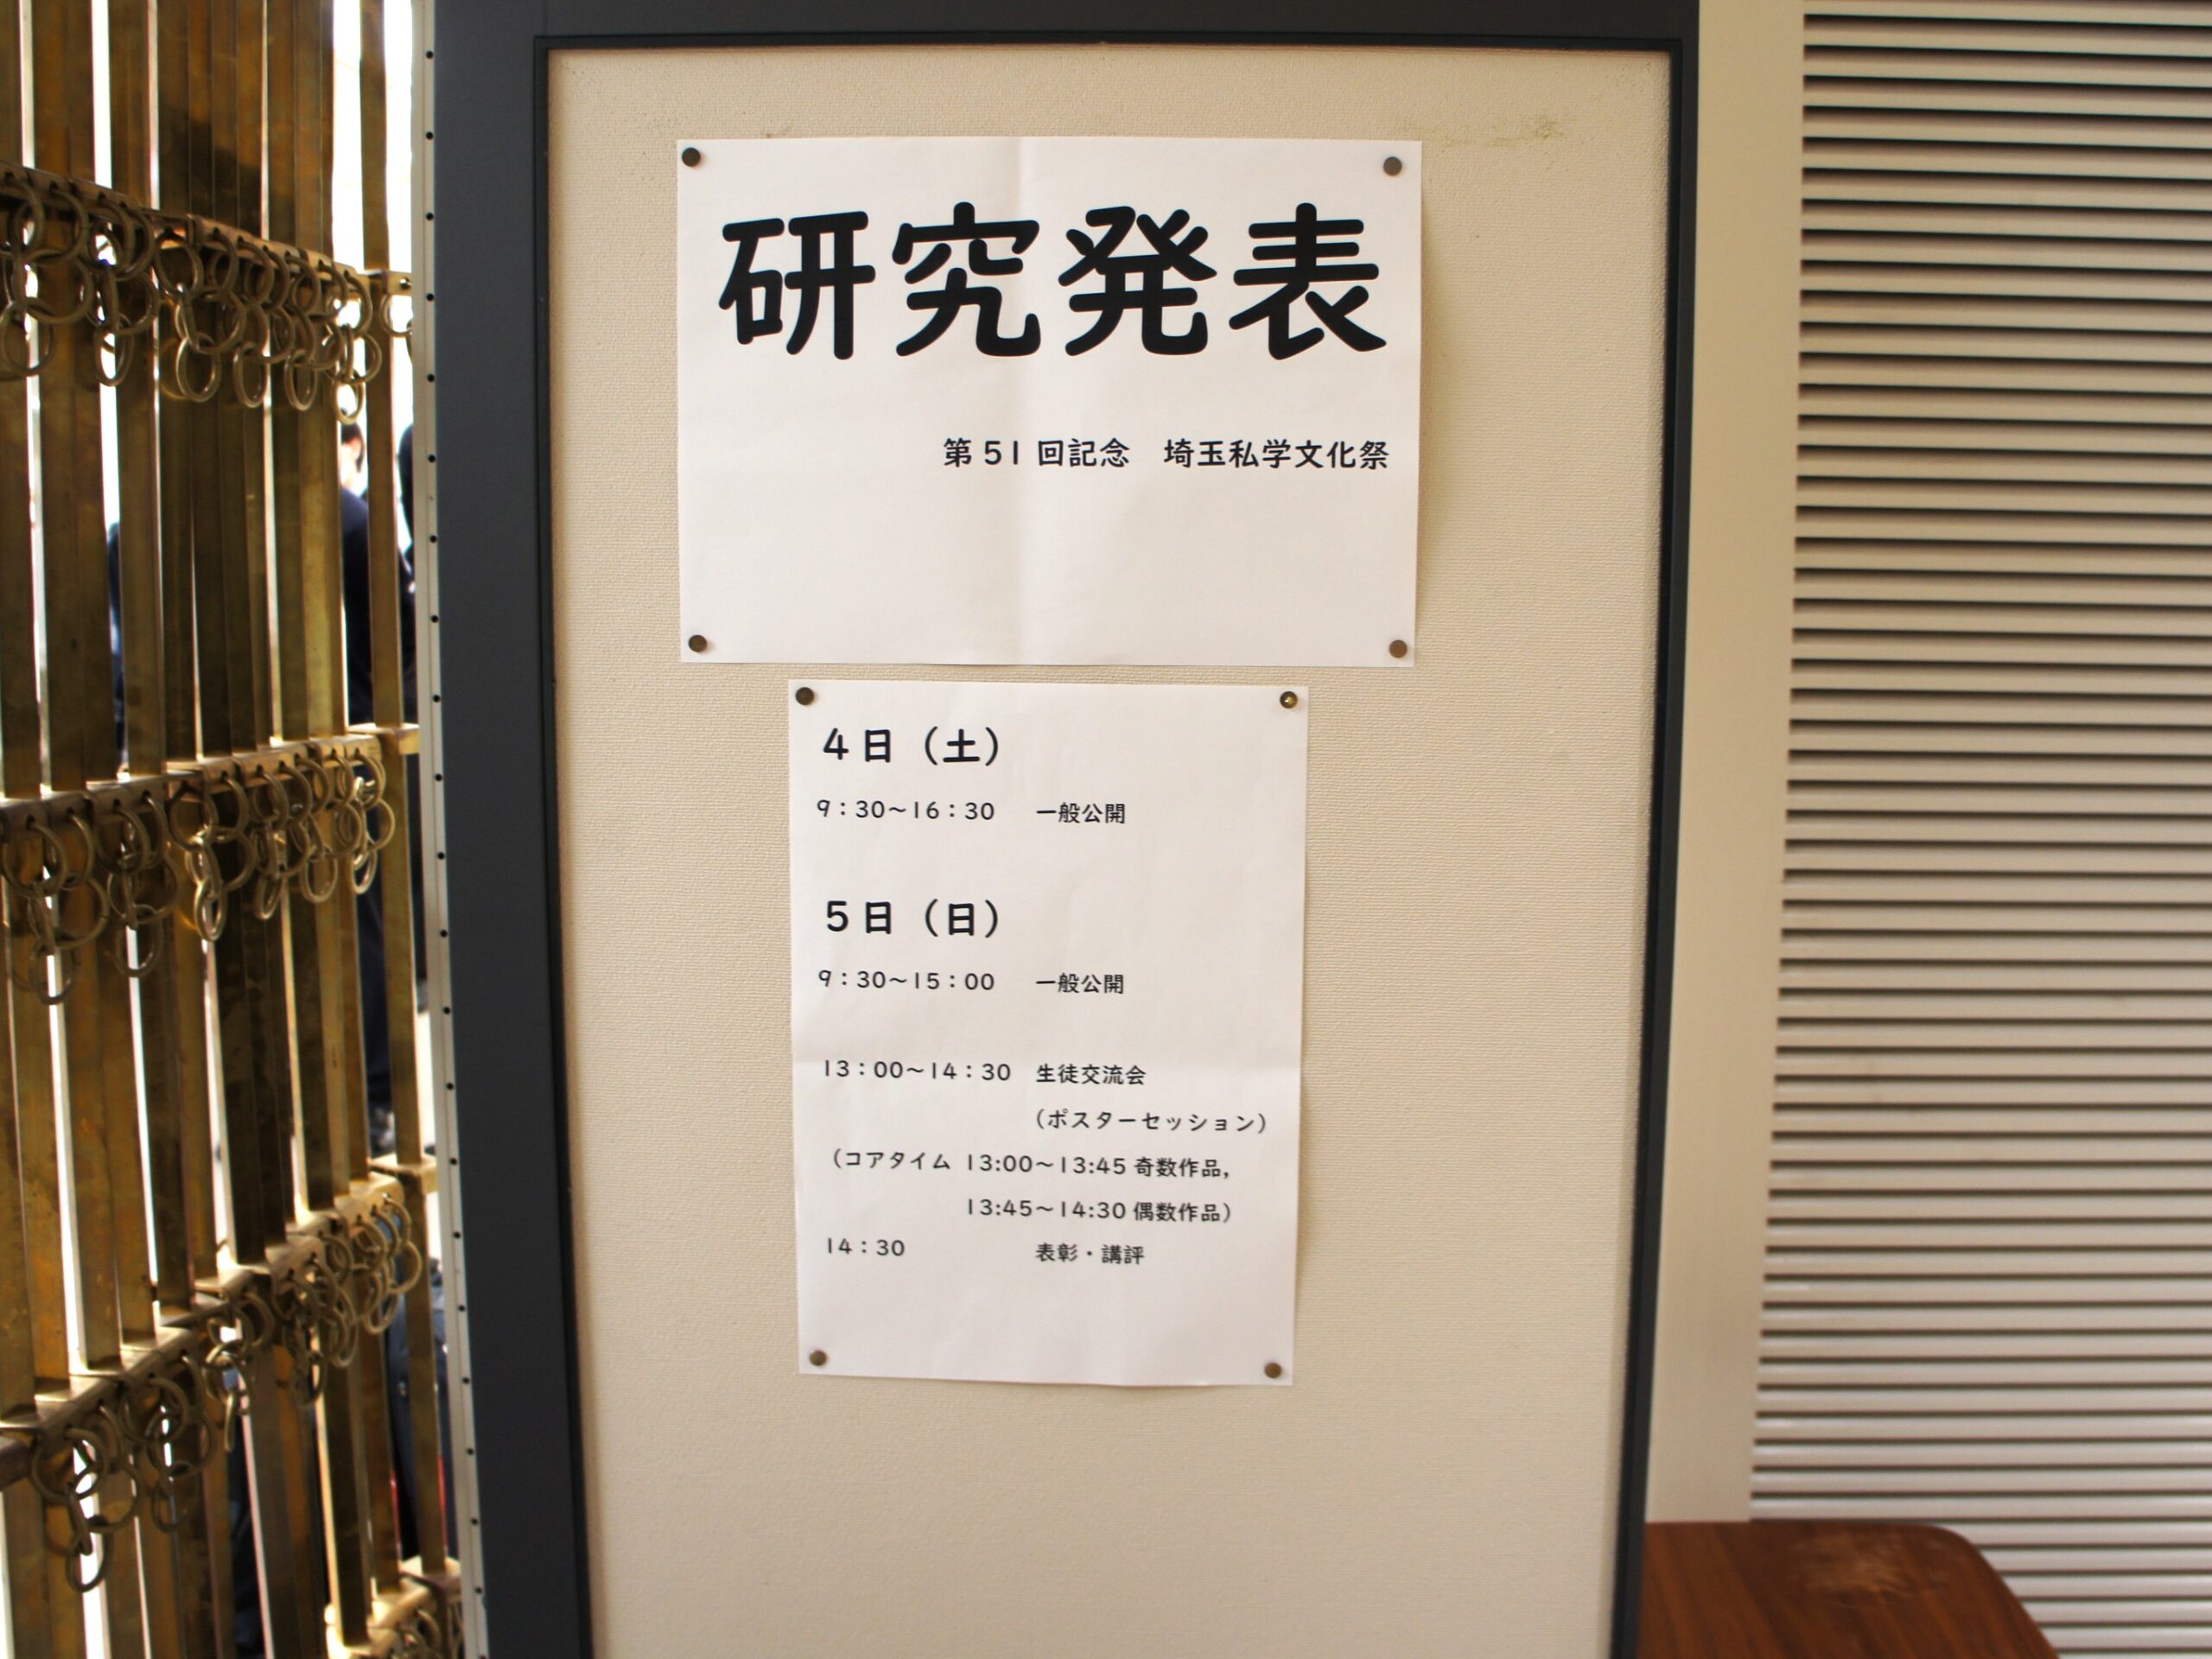 研究発表
第51回記念　埼玉私学文化祭
4日（土）
9：30～16：30　一般公開
5日（日）
9：30～15：00　一般公開
13：00～14：30　生徒交流会
（ポスターセッション）
（コアタイム 13:00～13:45 奇数作品,
13:45～14:30 偶数作品）
14：30　表彰・講評